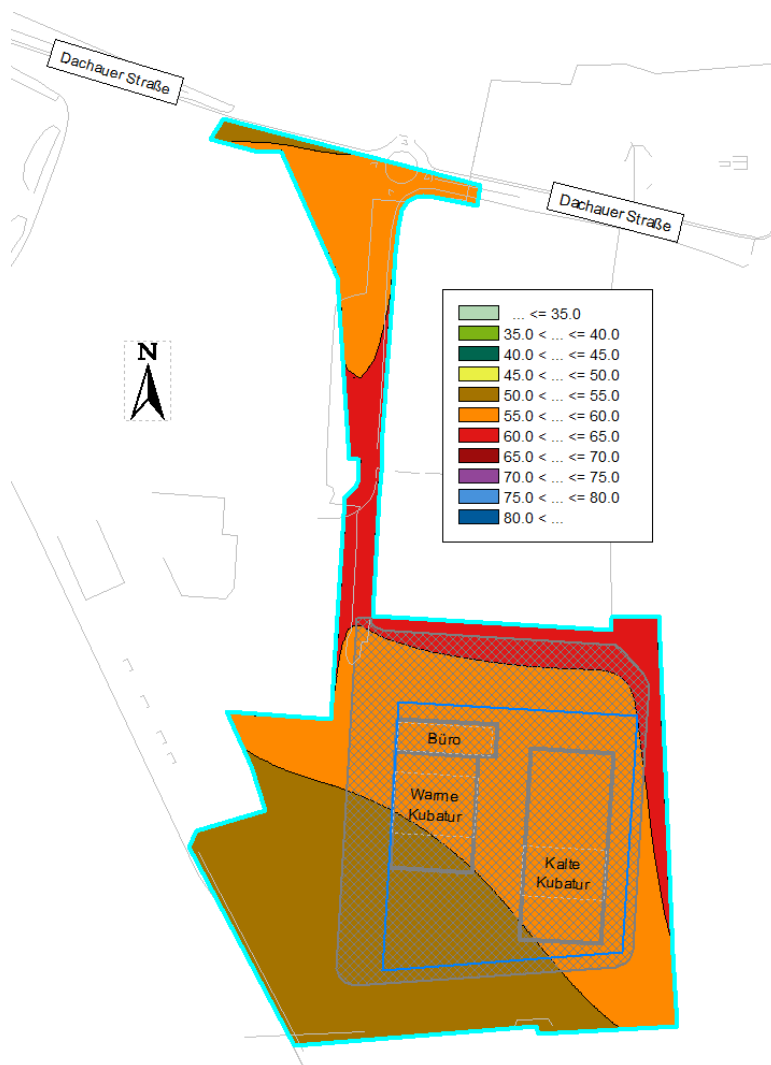 Dachauer Straße
Dachauer Straße
... <= 35.0
35.0 < ... <= 40.0
40.0 < ... <= 45.0
45.0 < ... <= 50.0
50.0 < ... <= 55.0
55.0 < ... <= 60.0
60.0 < ... <= 65.0
65.0 < ... <= 70.0
70.0 < ... <= 75.0
75.0 < ... <= 80.0
80.0 < ...
N
Büro
Warme
Kubatur
Kalte
Kubatur